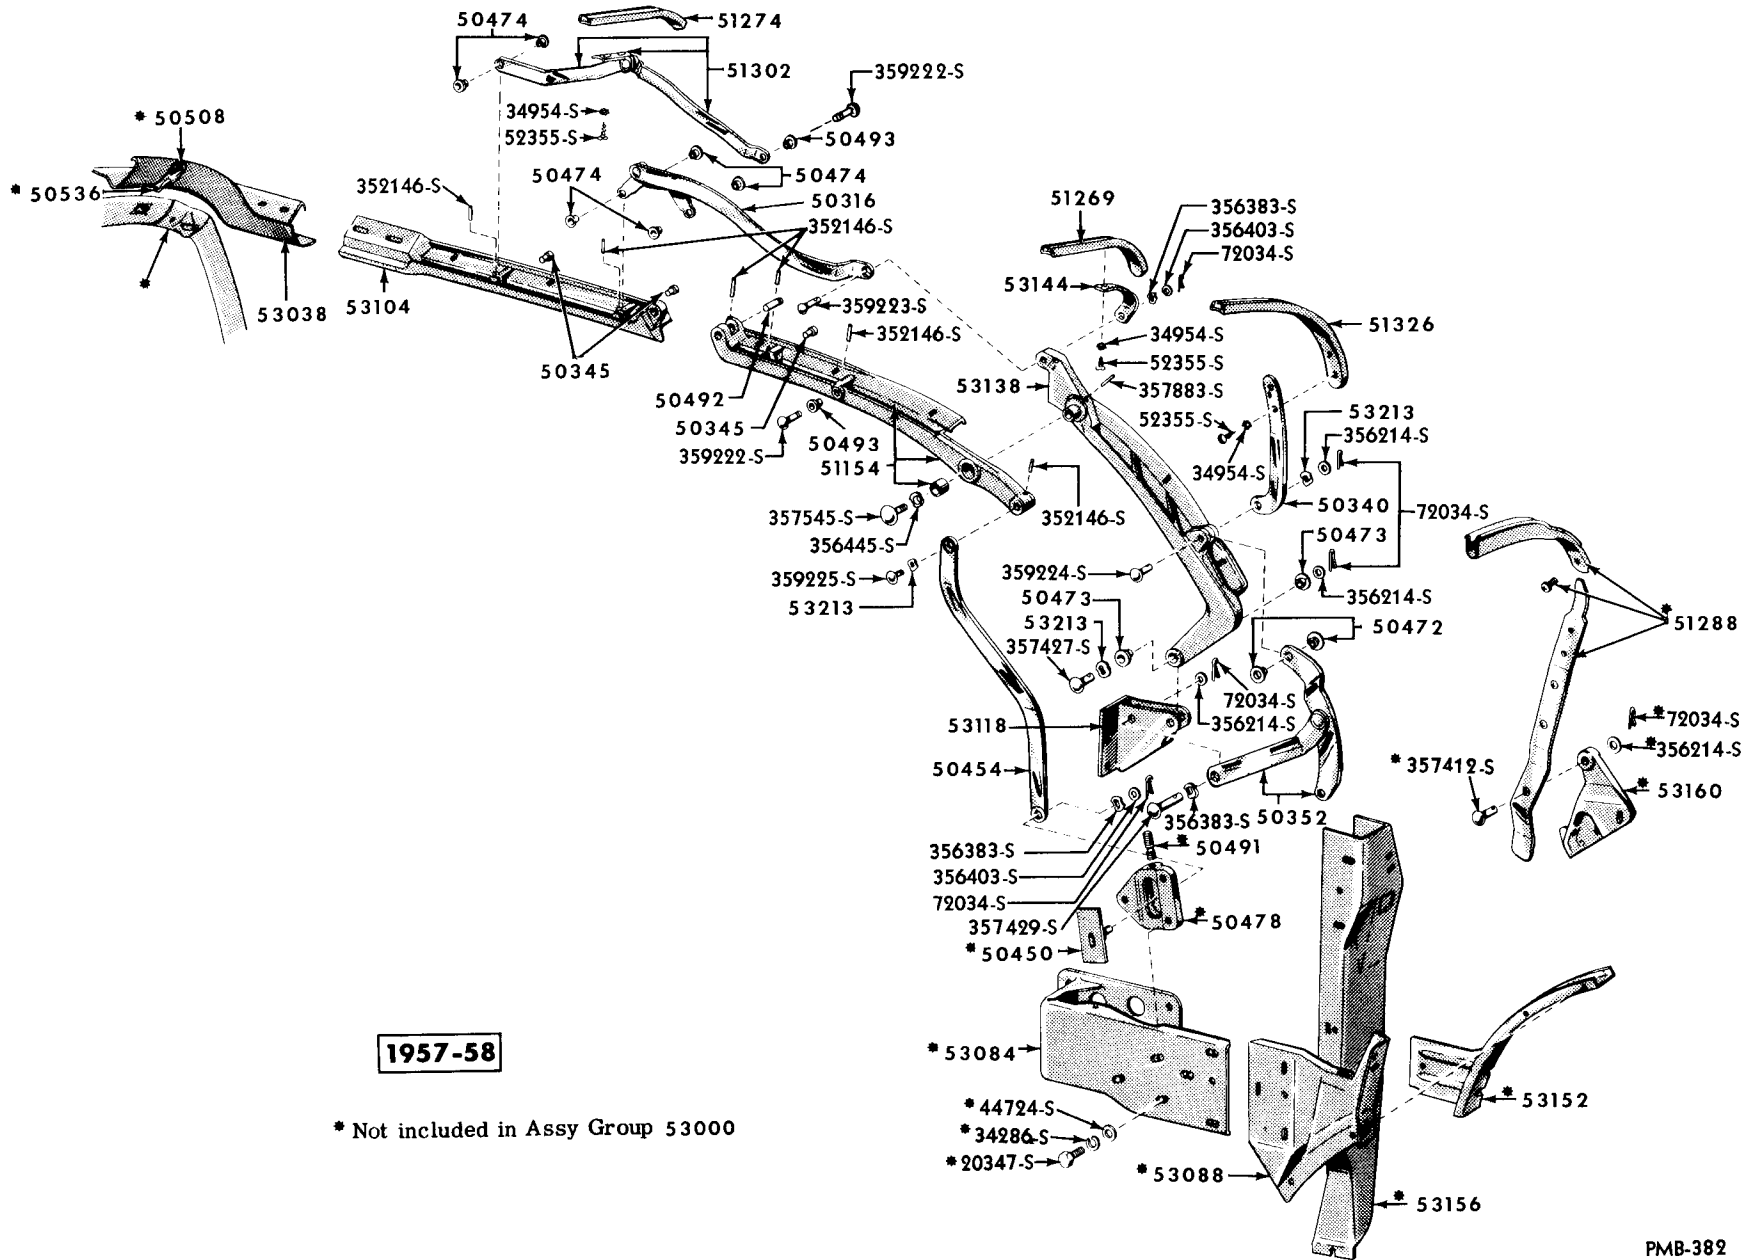 50474
51274
51302
359222-S
* 50508
34954-S
52355-S
50493
* 50536
352146-S
50474
50474
50316
352146-S
51269
356383-S
356403-S
72034-S
*
53038
53104
53144
359223-S
352146-S
51326
34954-S
52355-S
357883-S
50345
53138
50492
50345
359222-S
50493
51154
52355-S
34954-S
53213
356214-S
50340
72034-S
357545-S
356445-S
352146-S
50473
359225-S
53213
359224-S
50473
53213
357427-S
356214-S
50472
*
51288
72034-S
356214-S
53118
50454
* 72034-S
* 356214-S
* 357412-S
* 53160
356383-S
50352
356383-S
356403-S
72034-S
357429-S
* 50491
* 50478
* 50450
* 53084
1957-58
* 44724-S
* 34286-S
* 20347-S
* 53152
* Not included in Assy Group 53000
* 53088
* 53156
PMB-382